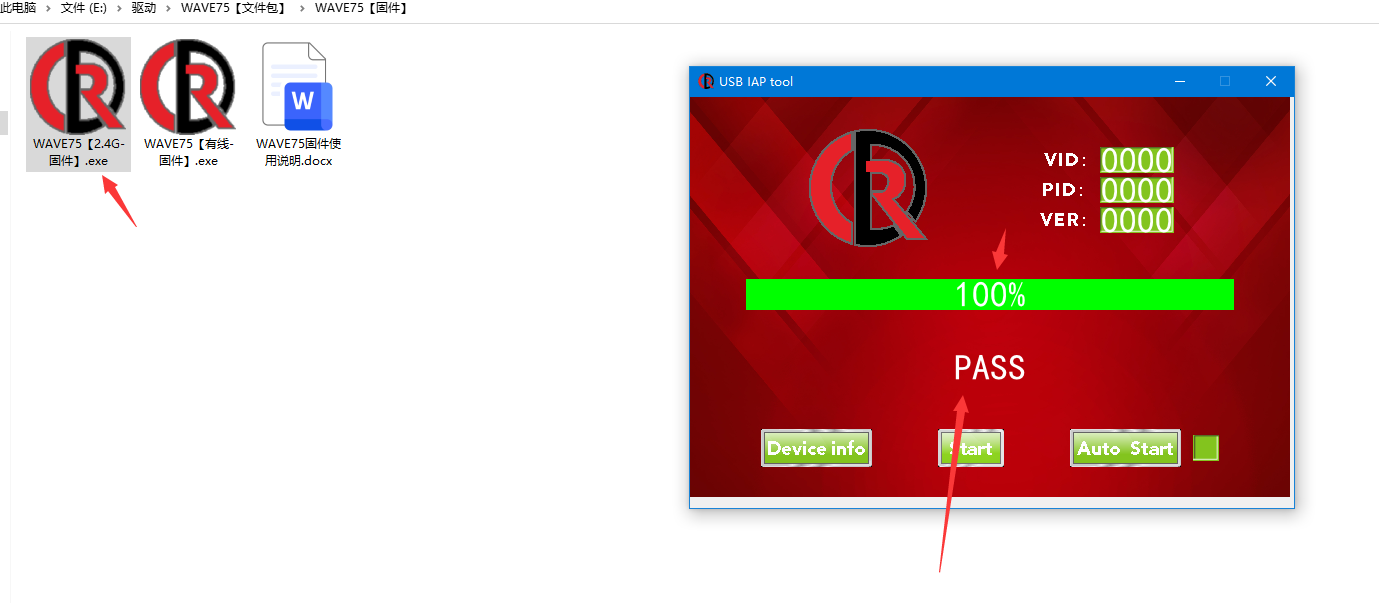 此电脑 › 文件 (E:) › 驱动 › WAVE75【文件包】 › WAVE75【固件】
WAVE75【2.4G-
固件】.exe
WAVE75【有线-
固件】.exe
W
WAVE75固件使
用说明.docx
USB IAP tool
R
VID:
0000
PID:
0000
VER:
0000
100%
PASS
Device info
Start
Auto Start